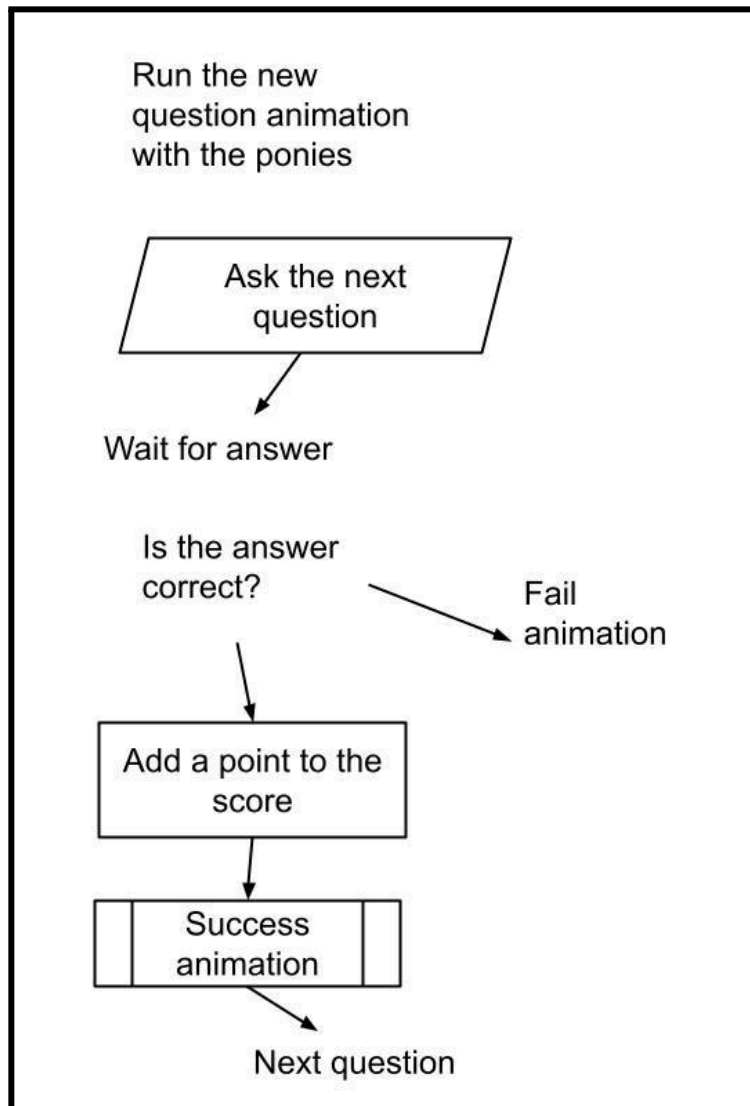 Run the new
question animation
with the ponies
Ask the next
question
Wait for answer
Is the answer
correct?
Fail
animation
Add a point to the
score
Success
animation
Next question